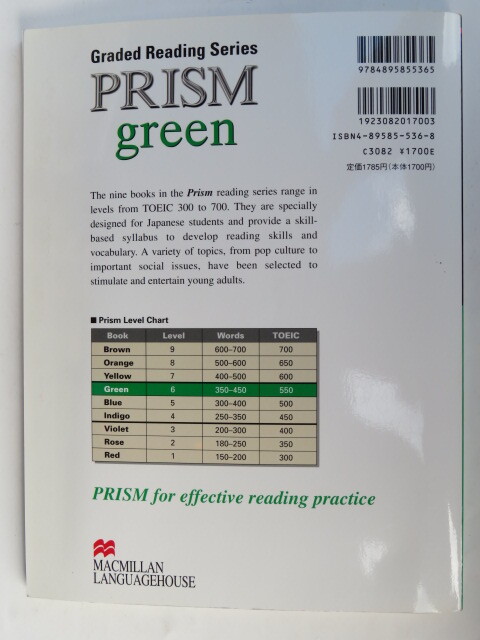 Graded Reading Series
PRISM
green
9784895855365
1923082017003
ISBN4-89585-536-8
C3082 ¥1700E
定価1785円(本体1700円)
The nine books in the Prism reading series range in
levels from TOEIC 300 to 700. They are specially
designed for Japanese students and provide a skill-
based syllabus to develop reading skills and
vocabulary. A variety of topics, from pop culture to
important social issues, have been selected to
stimulate and entertain young adults.
■ Prism Level Chart
Book Level Words TOEIC
Brown 9 600–700 700
Orange 8 500–600 650
Yellow 7 400–500 600
Green 6 350–450 550
Blue 5 300–400 500
Indigo 4 250–350 450
Violet 3 200–300 400
Rose 2 180–250 350
Red 1 150–200 300
PRISM for effective reading practice
MACMILLAN
LANGUAGEHOUSE